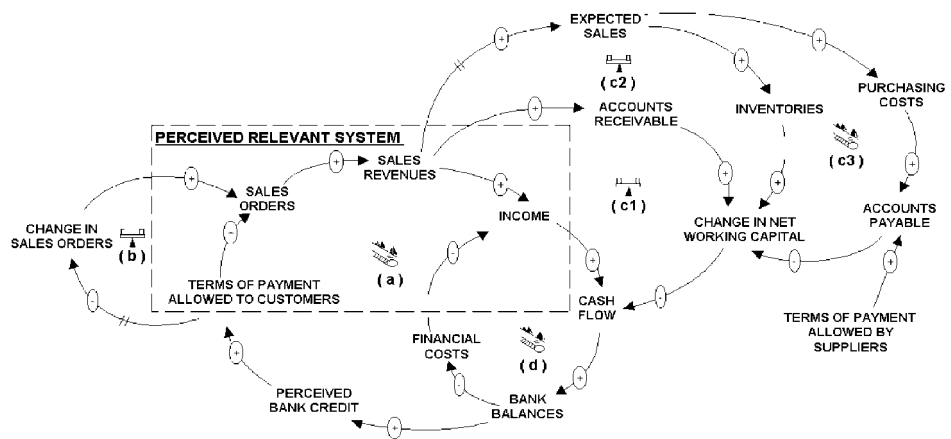 EXPECTED
SALES
+
+
+
( c2 )
PURCHASING
COSTS
ACCOUNTS
RECEIVABLE
INVENTORIES
+
PERCEIVED RELEVANT SYSTEM
( c3 )
SALES
REVENUES
+
+
SALES
ORDERS
+
+
+
+
+
( c1 )
INCOME
ACCOUNTS
PAYABLE
CHANGE IN
SALES ORDERS
CHANGE IN NET
WORKING CAPITAL
-
( b )
-
( a )
-
+
+
TERMS OF PAYMENT
ALLOWED TO CUSTOMERS
-
-
CASH
FLOW
TERMS OF PAYMENT
ALLOWED BY
SUPPLIERS
FINANCIAL
COSTS
+
( d )
+
-
PERCEIVED
BANK CREDIT
BANK
BALANCES
+